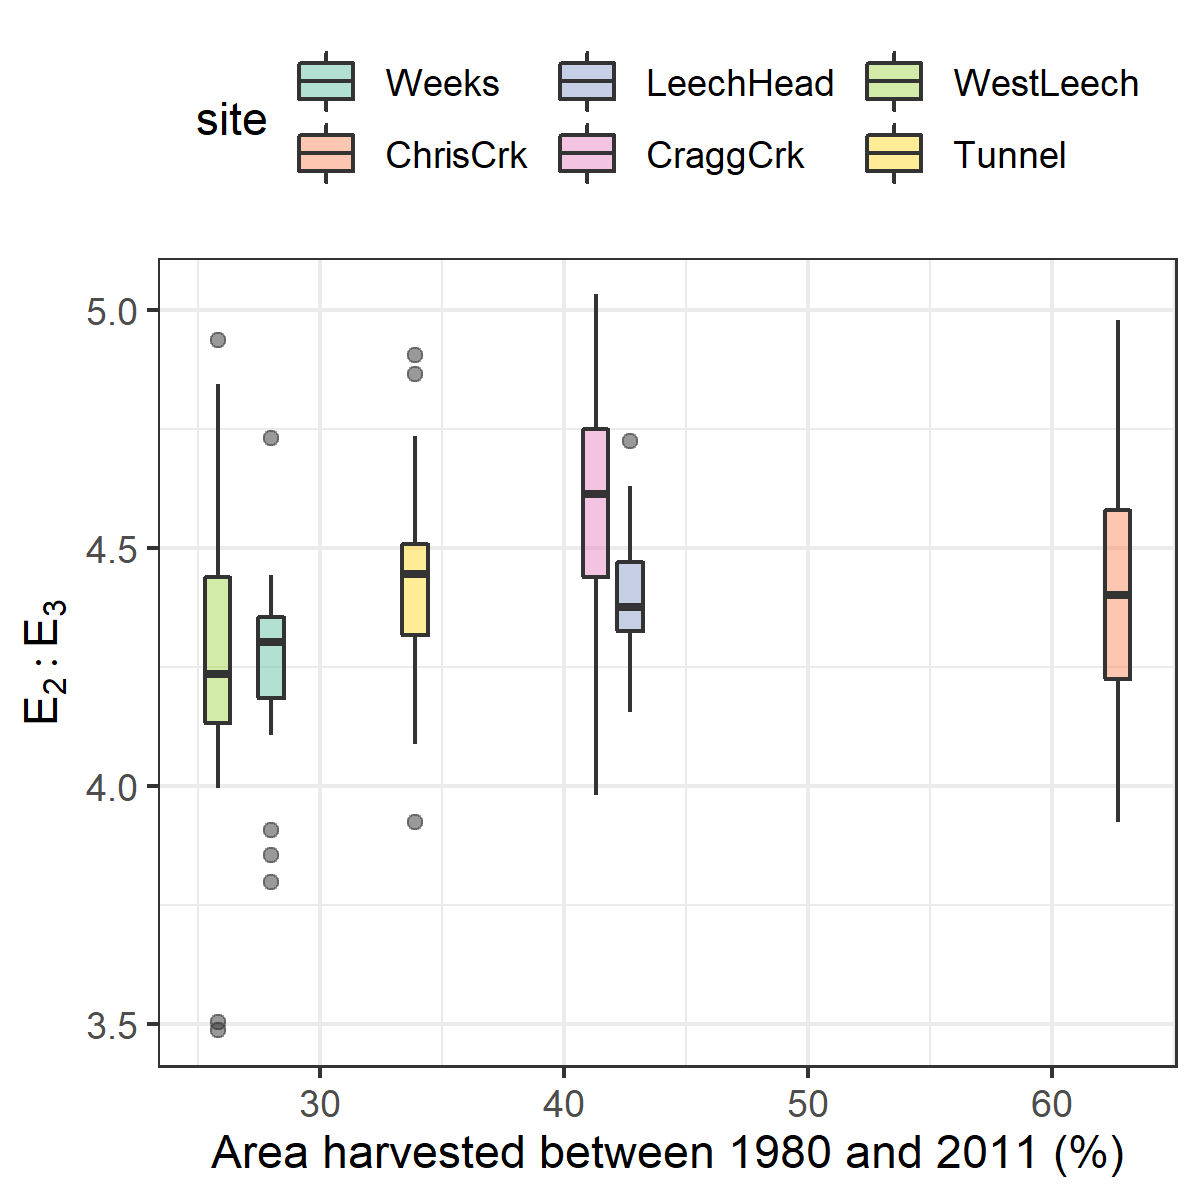 site
Weeks
LeechHead
WestLeech
ChrisCrk
CraggCrk
Tunnel
E₂ : E₃
5.0
4.5
4.0
3.5
30
40
50
60
Area harvested between 1980 and 2011 (%)